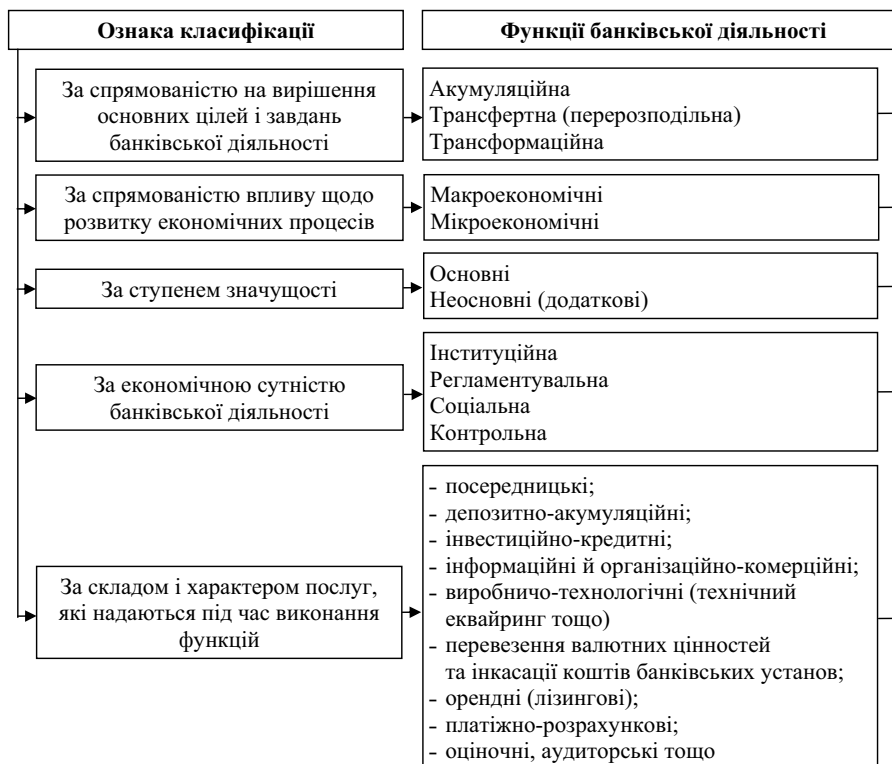 Ознака класифікації
Функції банківської діяльності
За спрямованістю на вирішення
основних цілей і завдань
банківської діяльності
Акумуляційна
Трансфертна (перерозподільна)
Трансформаційна
За спрямованістю впливу щодо
розвитку економічних процесів
Макроекономічні
Мікроекономічні
За ступенем значущості
Основні
Неосновні (додаткові)
За економічною сутністю
банківської діяльності
Інституційна
Регламентувальна
Соціальна
Контрольна
За складом і характером послуг,
які надаються під час виконання
функцій
- посередницькі;
- депозитно-акумуляційні;
- інвестиційно-кредитні;
- інформаційні й організаційно-комерційні;
- виробничо-технологічні (технічний
еквайринг тощо)
- перевезення валютних цінностей
та інкасації коштів банківських установ;
- орендні (лізингові);
- платіжно-розрахункові;
- оціночні, аудиторські тощо